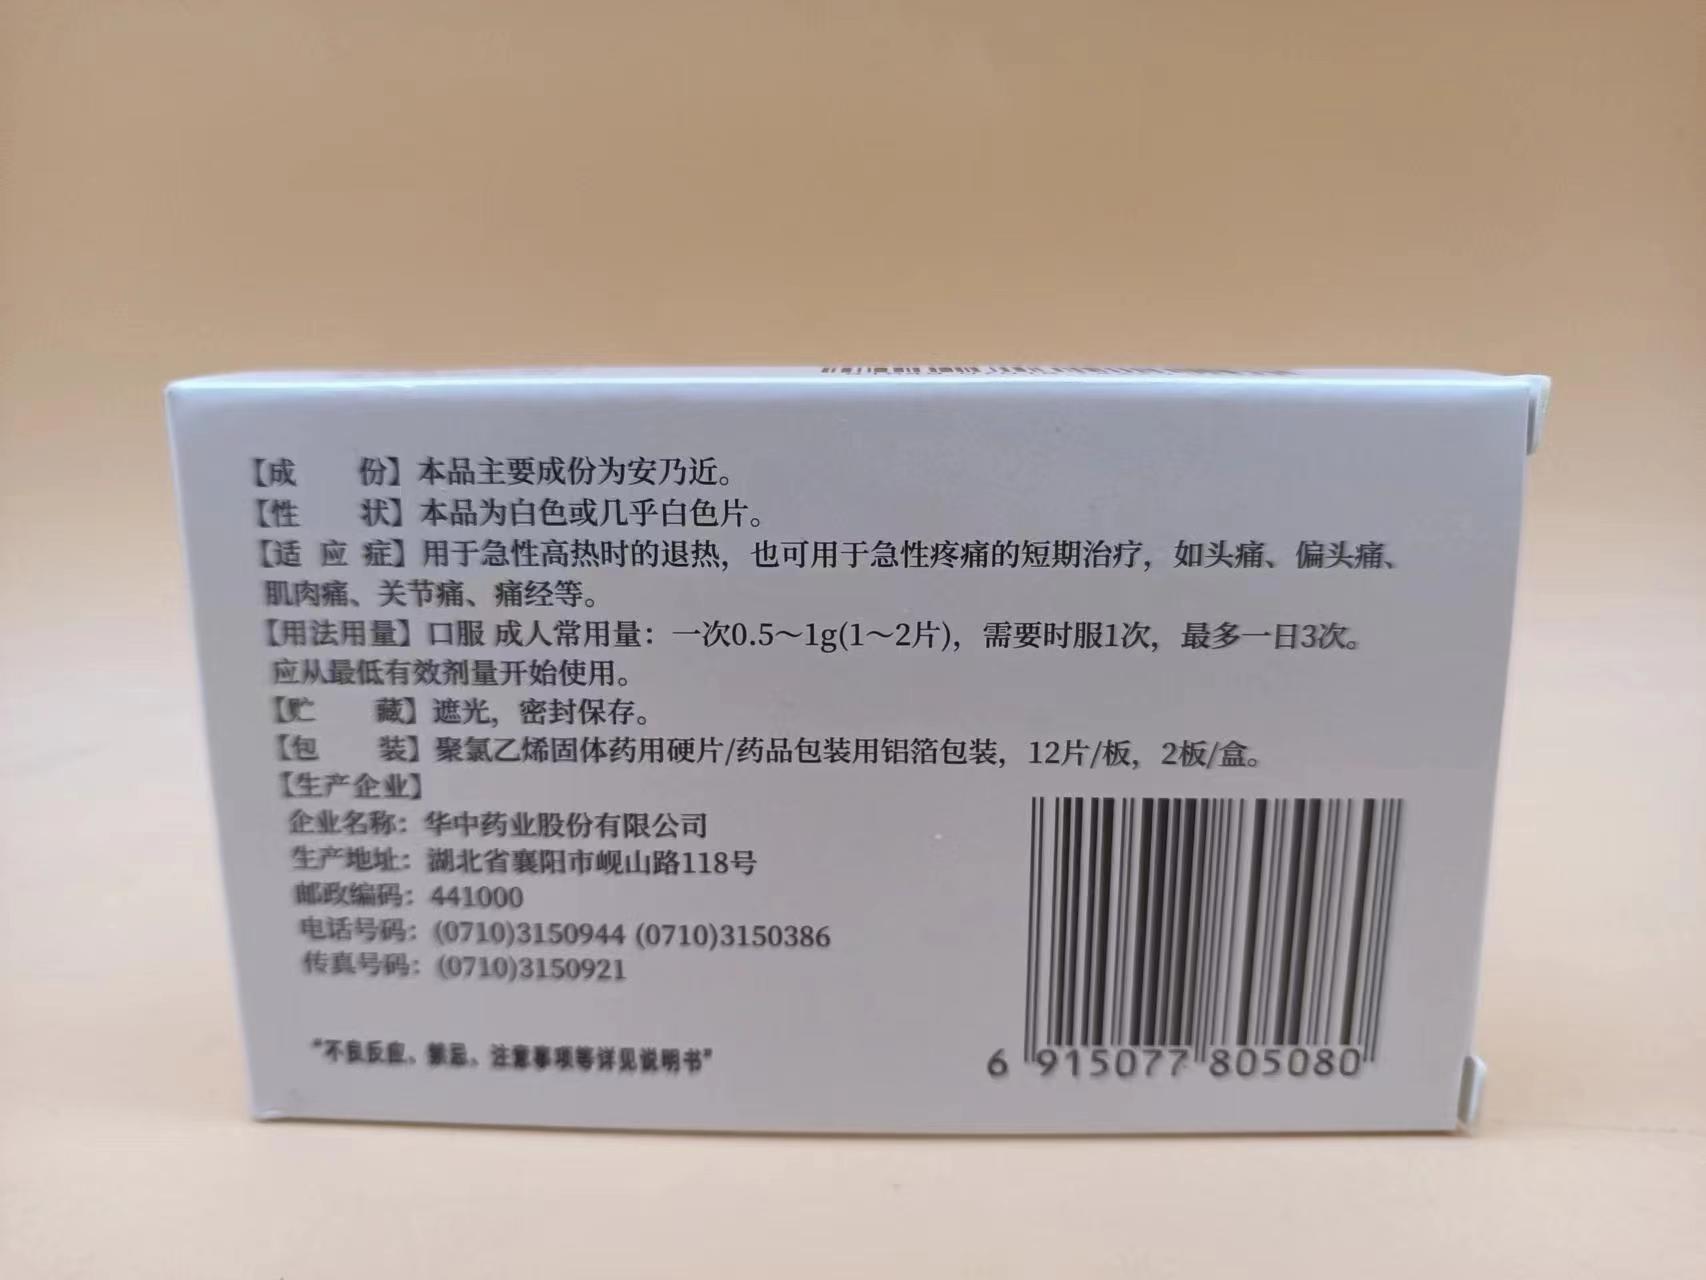 【成　　份】本品主要成份为安乃近。
【性　　状】本品为白色或几乎白色片。
【适 应 症】用于急性高热时的退热，也可用于急性疼痛的短期治疗，如头痛、偏头痛、
肌肉痛、关节痛、痛经等。
【用法用量】口服 成人常用量：一次0.5～1g(1～2片)，需要时服1次，最多一日3次。
应从最低有效剂量开始使用。
【贮　　藏】遮光，密封保存。
【包　　装】聚氯乙烯固体药用硬片/药品包装用铝箔包装，12片/板，2板/盒。
【生产企业】
企业名称：华中药业股份有限公司
生产地址：湖北省襄阳市岘山路118号
邮政编码：441000
电话号码：(0710)3150944 (0710)3150386
传真号码：(0710)3150921
"不良反应、禁忌、注意事项等详见说明书"
6 915077 805080